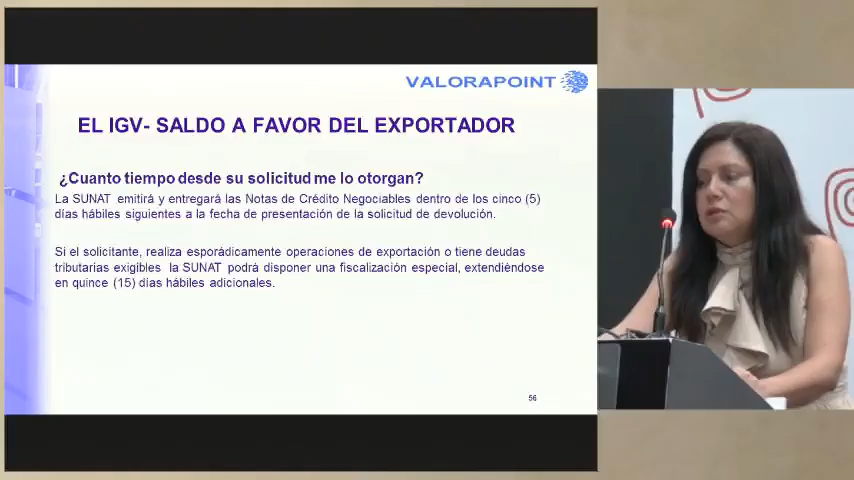 VALORAPOINT
EL IGV- SALDO A FAVOR DEL EXPORTADOR
¿Cuanto tiempo desde su solicitud me lo otorgan?
La SUNAT emitirá y entregará las Notas de Crédito Negociables dentro de los cinco (5)
días hábiles siguientes a la fecha de presentación de la solicitud de devolución.
Si el solicitante, realiza esporádicamente operaciones de exportación o tiene deudas
tributarias exigibles la SUNAT podrá disponer una fiscalización especial, extendiéndose
en quince (15) días hábiles adicionales.
56